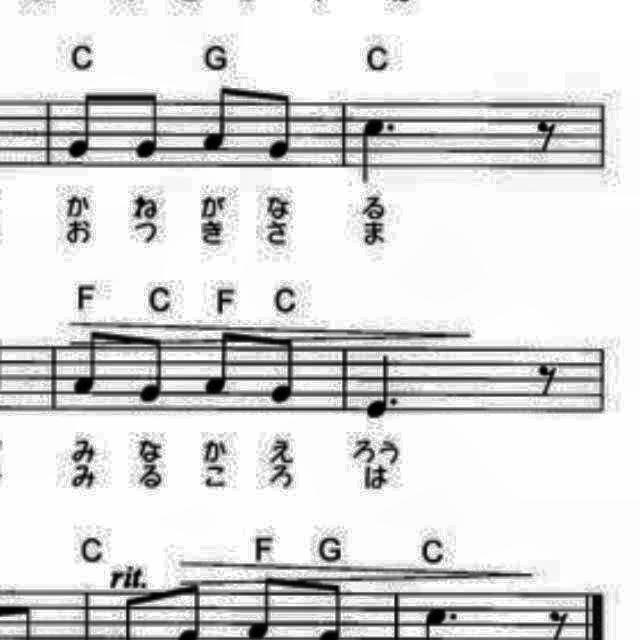 C G C
か ね が な る
お つ き さ ま
F C F C
み な か え ろう
み る こ ろ は
C F G C
rit.